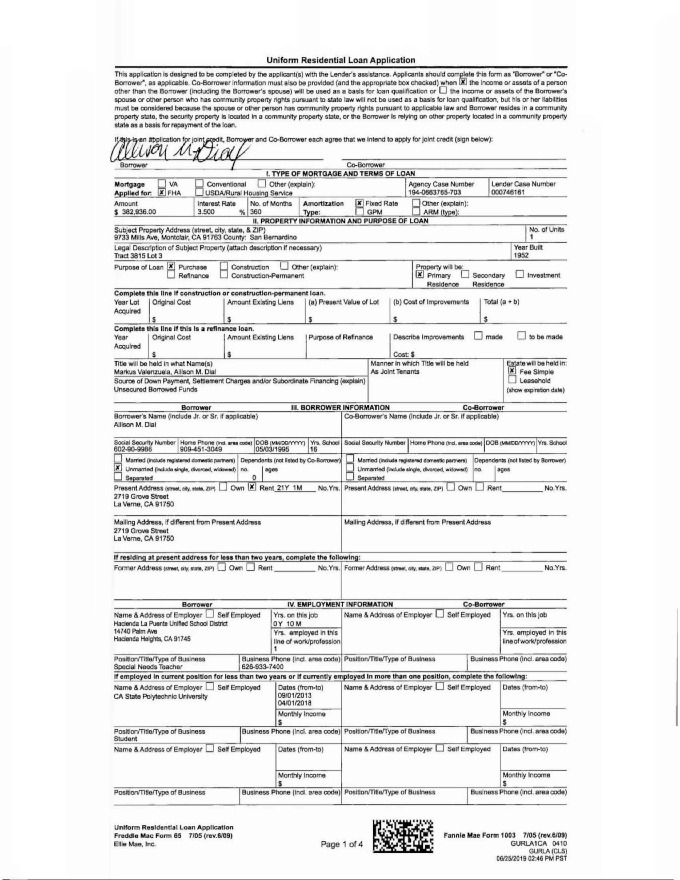 Uniform Residential Loan Application
This application is designed to be completed by the applicant(s) with the Lender's assistance. Applicants should complete this form as "Borrower" or "Co-
Borrower", as applicable. Co-Borrower information must also be provided (and the appropriate box checked) when X the income or assets of a person
other than the Borrower (including the Borrower's spouse) will be used as a basis for loan qualification or the income or assets of the Borrower's
spouse or other person who has community property rights pursuant to state law will not be used as a basis for loan qualification, but his or her liabilities
must be considered because the spouse or other person has community property rights pursuant to applicable law and Borrower resides in a community
property state, the security property is located in a community property state, or the Borrower is relying on other property located in a community property
state as a basis for repayment of the loan.
If this is an application for joint credit, Borrower and Co-Borrower each agree that we intend to apply for joint credit (sign below):
Borrower Co-Borrower
I. TYPE OF MORTGAGE AND TERMS OF LOAN
Mortgage VA Conventional Other (explain): Agency Case Number Lender Case Number
Applied for: X FHA USDA/Rural Housing Service 194-0663765-703 000746161
Amount Interest Rate No. of Months Amortization X Fixed Rate Other (explain):
$ 382,936.00 3.500 % 360 Type: GPM ARM (type):
II. PROPERTY INFORMATION AND PURPOSE OF LOAN
Subject Property Address (street, city, state, & ZIP) No. of Units
9733 Mills Ave, Montclair, CA 91763 County: San Bernardino 1
Legal Description of Subject Property (attach description if necessary) Year Built
Tract 3815 Lot 3 1952
Purpose of Loan X Purchase Construction Other (explain): Property will be:
Refinance Construction-Permanent X Primary Secondary Investment
Residence Residence
Complete this line if construction or construction-permanent loan.
Year Lot Original Cost Amount Existing Liens (a) Present Value of Lot (b) Cost of Improvements Total (a + b)
Acquired
$ $ $ $ $
Complete this line if this is a refinance loan.
Year Original Cost Amount Existing Liens Purpose of Refinance Describe Improvements made to be made
Acquired
$ $ Cost: $
Title will be held in what Name(s) Manner in which Title will be held Estate will be held in:
Markus Valenzuela, Allison M. Dial As Joint Tenants X Fee Simple
Source of Down Payment, Settlement Charges and/or Subordinate Financing (explain) Leasehold
Unsecured Borrowed Funds (show expiration date)
Borrower III. BORROWER INFORMATION Co-Borrower
Borrower's Name (include Jr. or Sr. if applicable) Co-Borrower's Name (include Jr. or Sr. if applicable)
Allison M. Dial
Social Security Number Home Phone (incl. area code) DOB (MM/DD/YYYY) Yrs. School Social Security Number Home Phone (incl. area code) DOB (MM/DD/YYYY) Yrs. School
602-90-9986 909-451-3049 05/03/1995 16
Married (include registered domestic partners) Dependents (not listed by Co-Borrower) Married (include registered domestic partners) Dependents (not listed by Borrower)
X Unmarried (include single, divorced, widowed) no. ages Unmarried (include single, divorced, widowed) no. ages
Separated 0 Separated
Present Address (street, city, state, ZIP) Own X Rent 21Y 1M No.Yrs. Present Address (street, city, state, ZIP) Own Rent No.Yrs.
2719 Grove Street
La Verne, CA 91750
Mailing Address, if different from Present Address Mailing Address, if different from Present Address
2719 Grove Street
La Verne, CA 91750
If residing at present address for less than two years, complete the following:
Former Address (street, city, state, ZIP) Own Rent No.Yrs. Former Address (street, city, state, ZIP) Own Rent No.Yrs.
Borrower IV. EMPLOYMENT INFORMATION Co-Borrower
Name & Address of Employer Self Employed Yrs. on this job Name & Address of Employer Self Employed Yrs. on this job
Hacienda La Puente Unified School District 0Y 10M
14740 Palm Ave Yrs. employed in this Yrs. employed in this
Hacienda Heights, CA 91745 line of work/profession line of work/profession
1
Position/Title/Type of Business Business Phone (incl. area code) Position/Title/Type of Business Business Phone (incl. area code)
Special Needs Teacher 626-933-7400
If employed in current position for less than two years or if currently employed in more than one position, complete the following:
Name & Address of Employer Self Employed Dates (from-to) Name & Address of Employer Self Employed Dates (from-to)
CA State Polytechnic University 09/01/2013
04/01/2018
Monthly Income Monthly Income
$ $
Position/Title/Type of Business Business Phone (incl. area code) Position/Title/Type of Business Business Phone (incl. area code)
Student
Name & Address of Employer Self Employed Dates (from-to) Name & Address of Employer Self Employed Dates (from-to)
Monthly Income Monthly Income
$ $
Position/Title/Type of Business Business Phone (incl. area code) Position/Title/Type of Business Business Phone (incl. area code)
Uniform Residential Loan Application
Freddie Mac Form 65 7/05 (rev.6/09)
Ellie Mae, Inc.
Page 1 of 4
Fannie Mae Form 1003 7/05 (rev.6/09)
GURLA1CA 0410
GURLA (CLS)
06/25/2019 02:46 PM PST